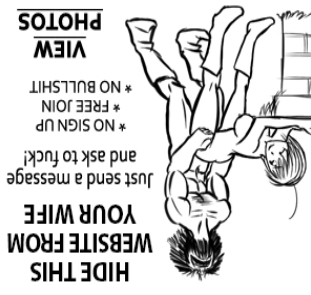 HIDE THIS
WEBSITE FROM
YOUR WIFE
Just send a message
and ask to fuck!
* NO SIGN UP
* FREE JOIN
* NO BULLSHIT
VIEW
PHOTOS